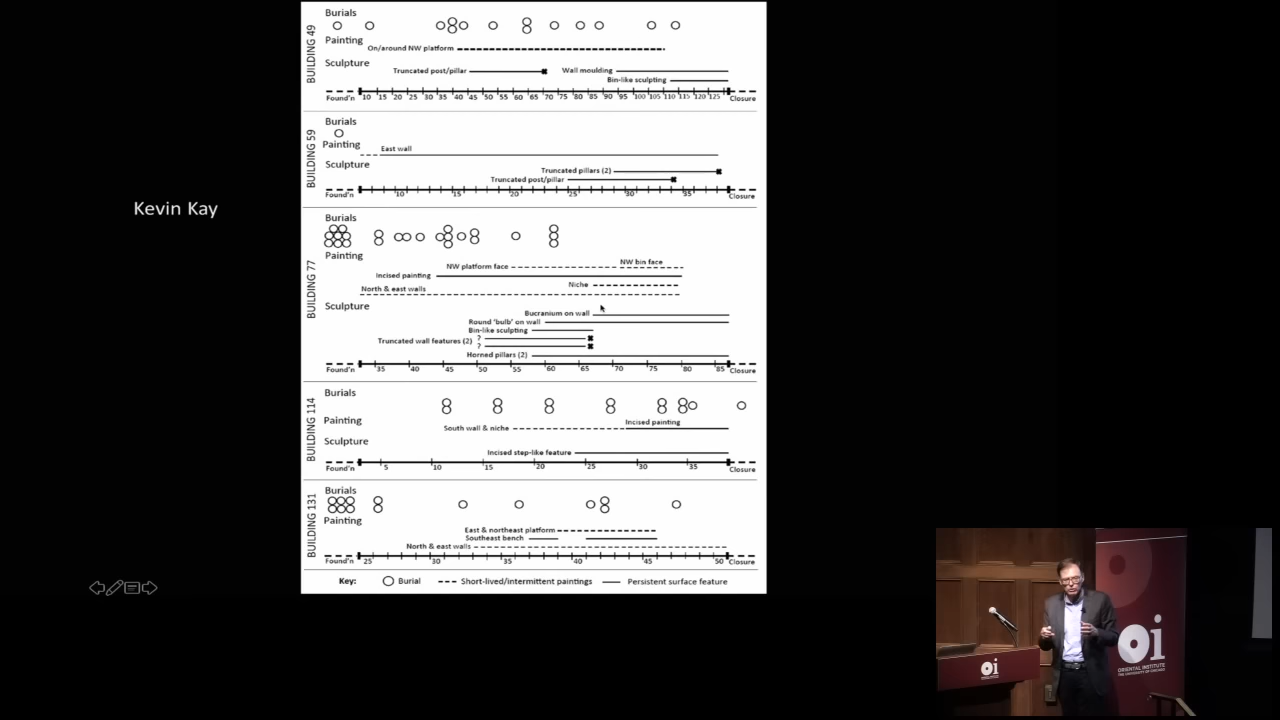 Kevin Kay
BUILDING 49
Burials
Painting
On/around NW platform
Sculpture
Truncated post/pillar
Wall moulding
Bin-like sculpting
Found'n 10 15 20 25 30 35 40 45 50 55 60 65 70 75 80 85 90 95 100 105 110 115 120 125 Closure
BUILDING 59
Burials
Painting
East wall
Sculpture
Truncated pillars (2)
Truncated post/pillar
Found'n 10 15 20 25 30 35 Closure
BUILDING 77
Burials
Painting
NW platform face
NW bin face
Incised painting
Niche
North & east walls
Sculpture
Bucranium on wall
Round 'bulb' on wall
Bin-like sculpting
Truncated wall features (2) ? ?
Horned pillars (2)
Found'n 35 40 45 50 55 60 65 70 75 80 85 Closure
BUILDING 114
Burials
Painting
Incised painting
South wall & niche
Sculpture
Incised step-like feature
Found'n 5 10 15 20 25 30 35 Closure
BUILDING 131
Burials
Painting
East & northeast platform
Southeast bench
North & east walls
Found'n 25 30 35 40 45 50 Closure
Key: Burial Short-lived/intermittent paintings Persistent surface feature
oi
oi
ORIENTAL INSTITUTE
THE UNIVERSITY OF CHICAGO